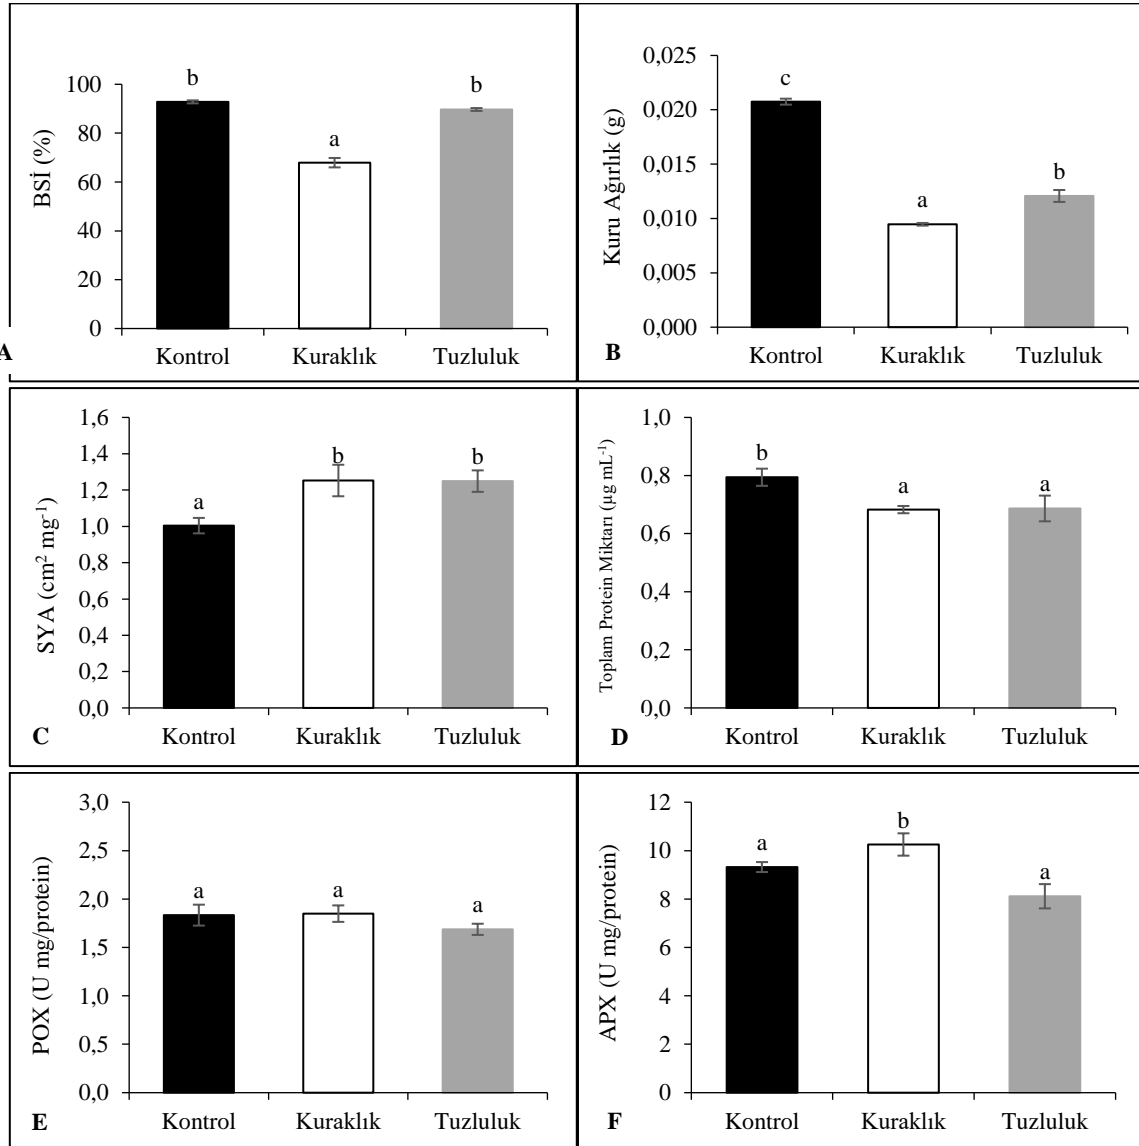 BSİ (%)
100
80
60
40
20
0
b
a
b
Kontrol Kuraklık Tuzluluk
A
Kuru Ağırlık (g)
0,025
0,020
0,015
0,010
0,005
0,000
c
a
b
Kontrol Kuraklık Tuzluluk
B
SYA (cm² mg⁻¹)
1,6
1,4
1,2
1,0
0,8
0,6
0,4
0,2
0,0
a
b
b
Kontrol Kuraklık Tuzluluk
C
Toplam Protein Miktarı (µg mL⁻¹)
1,0
0,8
0,6
0,4
0,2
0,0
b
a
a
Kontrol Kuraklık Tuzluluk
D
POX (U mg/protein)
3,0
2,5
2,0
1,5
1,0
0,5
0,0
a
a
a
Kontrol Kuraklık Tuzluluk
E
APX (U mg/protein)
12
10
8
6
4
2
0
a
b
a
Kontrol Kuraklık Tuzluluk
F